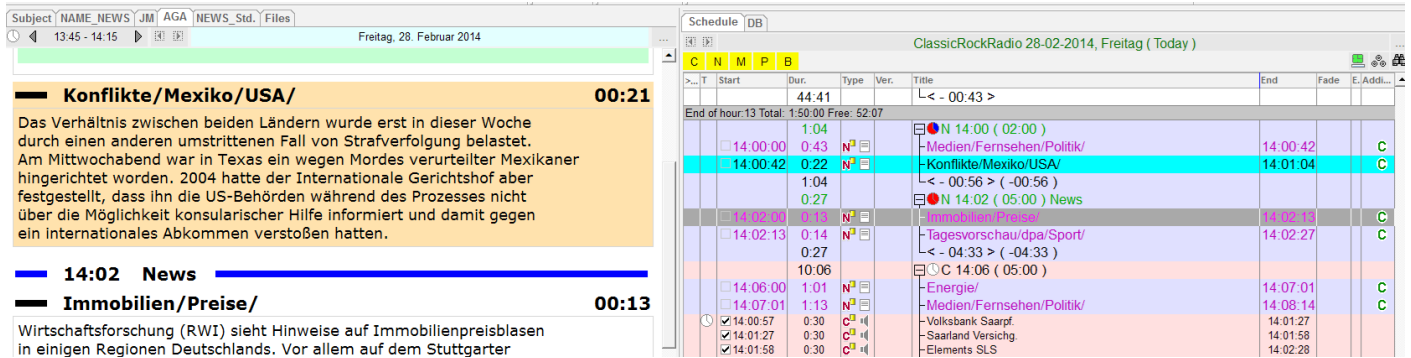 Subject NAME_NEWS JM AGA NEWS_Std. Files
13:45 - 14:15 Freitag, 28. Februar 2014 ...
Konflikte/Mexiko/USA/ 00:21
Das Verhältnis zwischen beiden Ländern wurde erst in dieser Woche
durch einen anderen umstrittenen Fall von Strafverfolgung belastet.
Am Mittwochabend war in Texas ein wegen Mordes verurteilter Mexikaner
hingerichtet worden. 2004 hatte der Internationale Gerichtshof aber
festgestellt, dass ihn die US-Behörden während des Prozesses nicht
über die Möglichkeit konsularischer Hilfe informiert und damit gegen
ein internationales Abkommen verstoßen hatten.
14:02 News
Immobilien/Preise/ 00:13
Wirtschaftsforschung (RWI) sieht Hinweise auf Immobilienpreisblasen
in einigen Regionen Deutschlands. Vor allem auf dem Stuttgarter
Schedule DB
ClassicRockRadio 28-02-2014, Freitag ( Today ) ...
C N M P B
>... T Start Dur. Type Ver. Title End Fade E. Addi...
44:41 < - 00:43 >
End of hour:13 Total: 1:50:00 Free: 52:07
1:04 N 14:00 ( 02:00 )
14:00:00 0:43 N Medien/Fernsehen/Politik/ 14:00:42 C
14:00:42 0:22 N Konflikte/Mexiko/USA/ 14:01:04 C
1:04 < - 00:56 > ( -00:56 )
0:27 N 14:02 ( 05:00 ) News
14:02:00 0:13 N Immobilien/Preise/ 14:02:13 C
14:02:13 0:14 N Tagesvorschau/dpa/Sport/ 14:02:27 C
0:27 < - 04:33 > ( -04:33 )
10:06 C 14:06 ( 05:00 )
14:06:00 1:01 N Energie/ 14:07:01 C
14:07:01 1:13 N Medien/Fernsehen/Politik/ 14:08:14 C
14:00:57 0:30 C Volksbank Saarpf. 14:01:27
14:01:27 0:30 C Saarland Versichg. 14:01:58
14:01:58 0:30 C Elements SLS 14:02:28